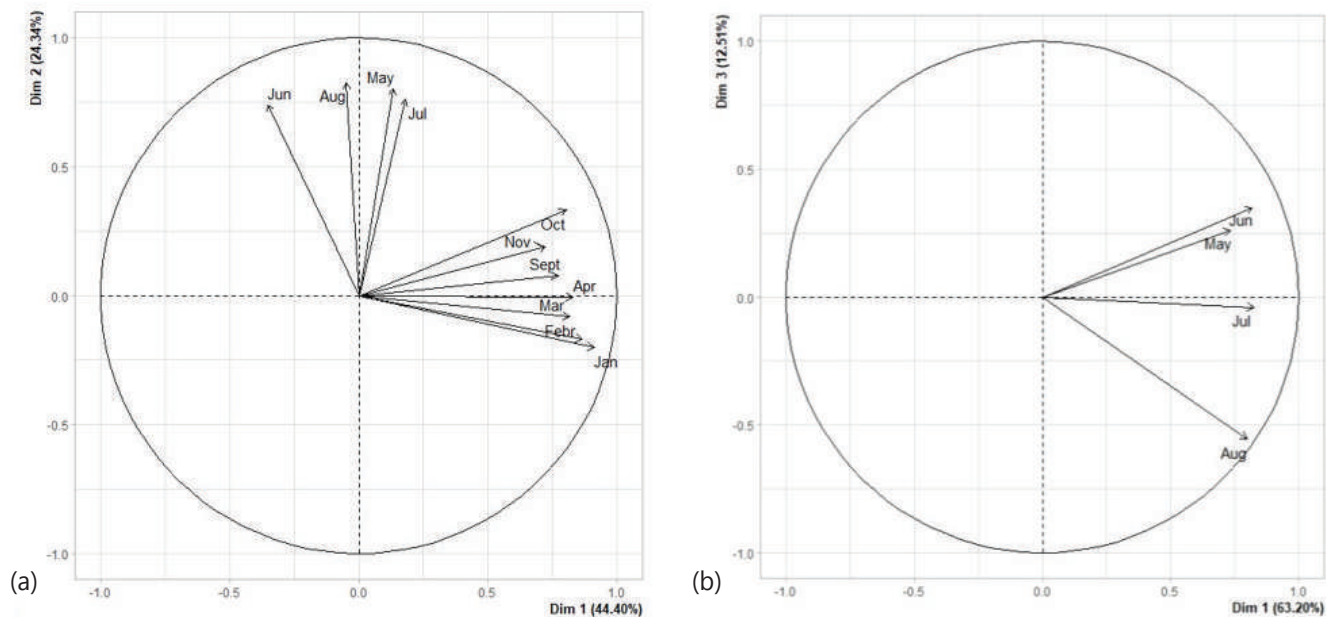 Dim 2 (24.34%)
1.0
0.5
0.0
-0.5
-1.0
Jun
Aug
May
Jul
Oct
Nov
Sept
Apr
Mar
Febr
Jan
-1.0
-0.5
0.0
0.5
1.0
Dim 1 (44.40%)
(a)
Dim 3 (12.51%)
1.0
0.5
0.0
-0.5
-1.0
Jun
May
Jul
Aug
-1.0
-0.5
0.0
0.5
1.0
Dim 1 (63.20%)
(b)